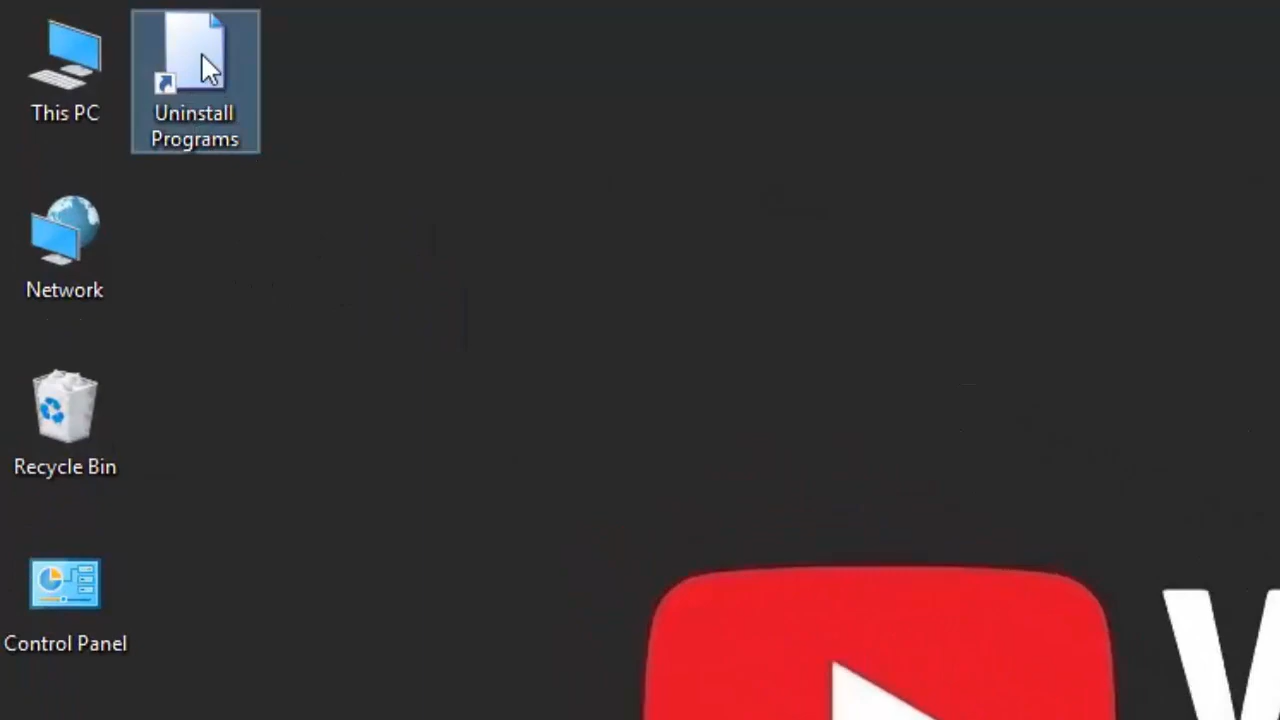 This PC
Uninstall
Programs
Network
Recycle Bin
Control Panel